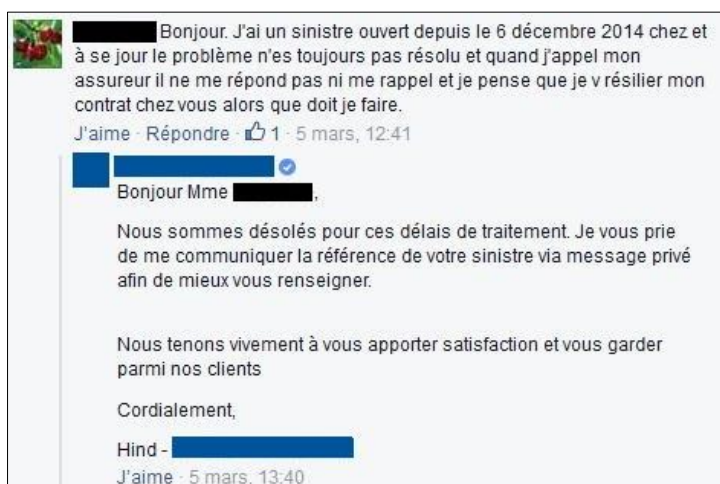 Bonjour. J'ai un sinistre ouvert depuis le 6 décembre 2014 chez et
à se jour le problème n'es toujours pas résolu et quand j'appel mon
assureur il ne me répond pas ni me rappel et je pense que je v résilier mon
contrat chez vous alors que doit je faire.
J'aime · Répondre · 1 · 5 mars, 12:41
Bonjour Mme ,
Nous sommes désolés pour ces délais de traitement. Je vous prie
de me communiquer la référence de votre sinistre via message privé
afin de mieux vous renseigner.
Nous tenons vivement à vous apporter satisfaction et vous garder
parmi nos clients
Cordialement,
Hind -
J'aime · 5 mars, 13:40